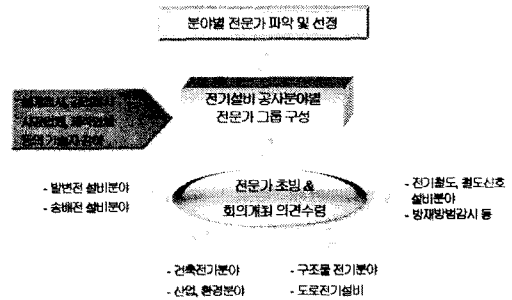 분야별 전문가 파악 및 선정
전기설비 공사분야별
전문가 그룹 구성
전문가 초빙 &
회의개최 의견수렴
- 발변전 설비분야
- 송배전 설비분야
- 전기철도, 철도신호
설비분야
- 방재방범감시 등
- 건축전기분야
- 산업, 환경분야
- 구조물 전기분야
- 도로전기설비